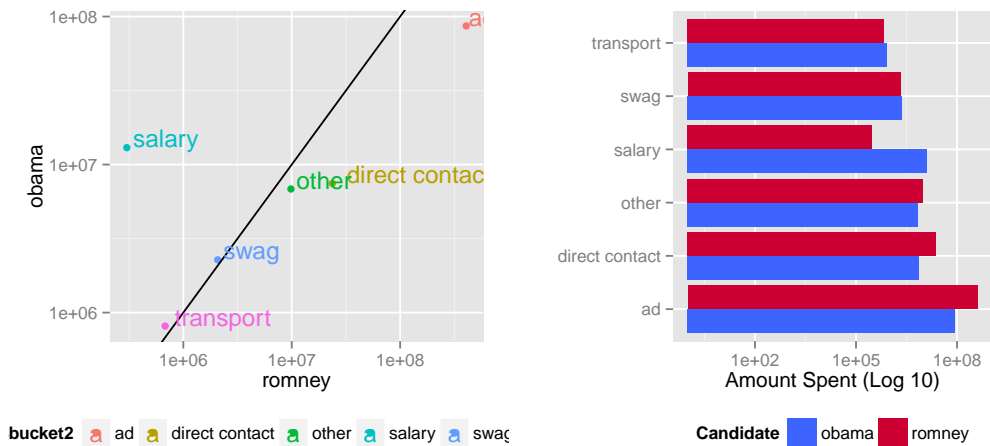 1e+08
1e+07
1e+06
obama
salary
other
direct contac
swag
transport
1e+06 1e+07 1e+08
romney
bucket2 a ad a direct contact a other a salary a swag
transport
swag
salary
other
direct contact
ad
1e+02 1e+05 1e+08
Amount Spent (Log 10)
Candidate obama romney